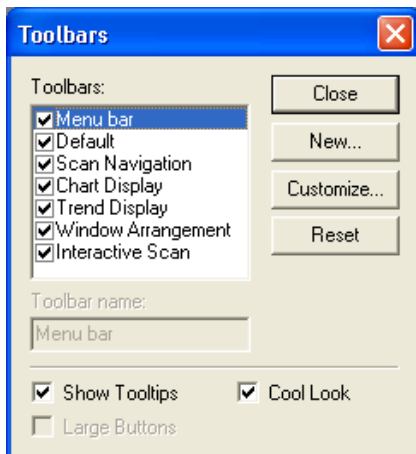 Toolbars
Toolbars:
Menu bar
Default
Scan Navigation
Chart Display
Trend Display
Window Arrangement
Interactive Scan
Close
New...
Customize...
Reset
Toolbar name:
Menu bar
Show Tooltips
Cool Look
Large Buttons